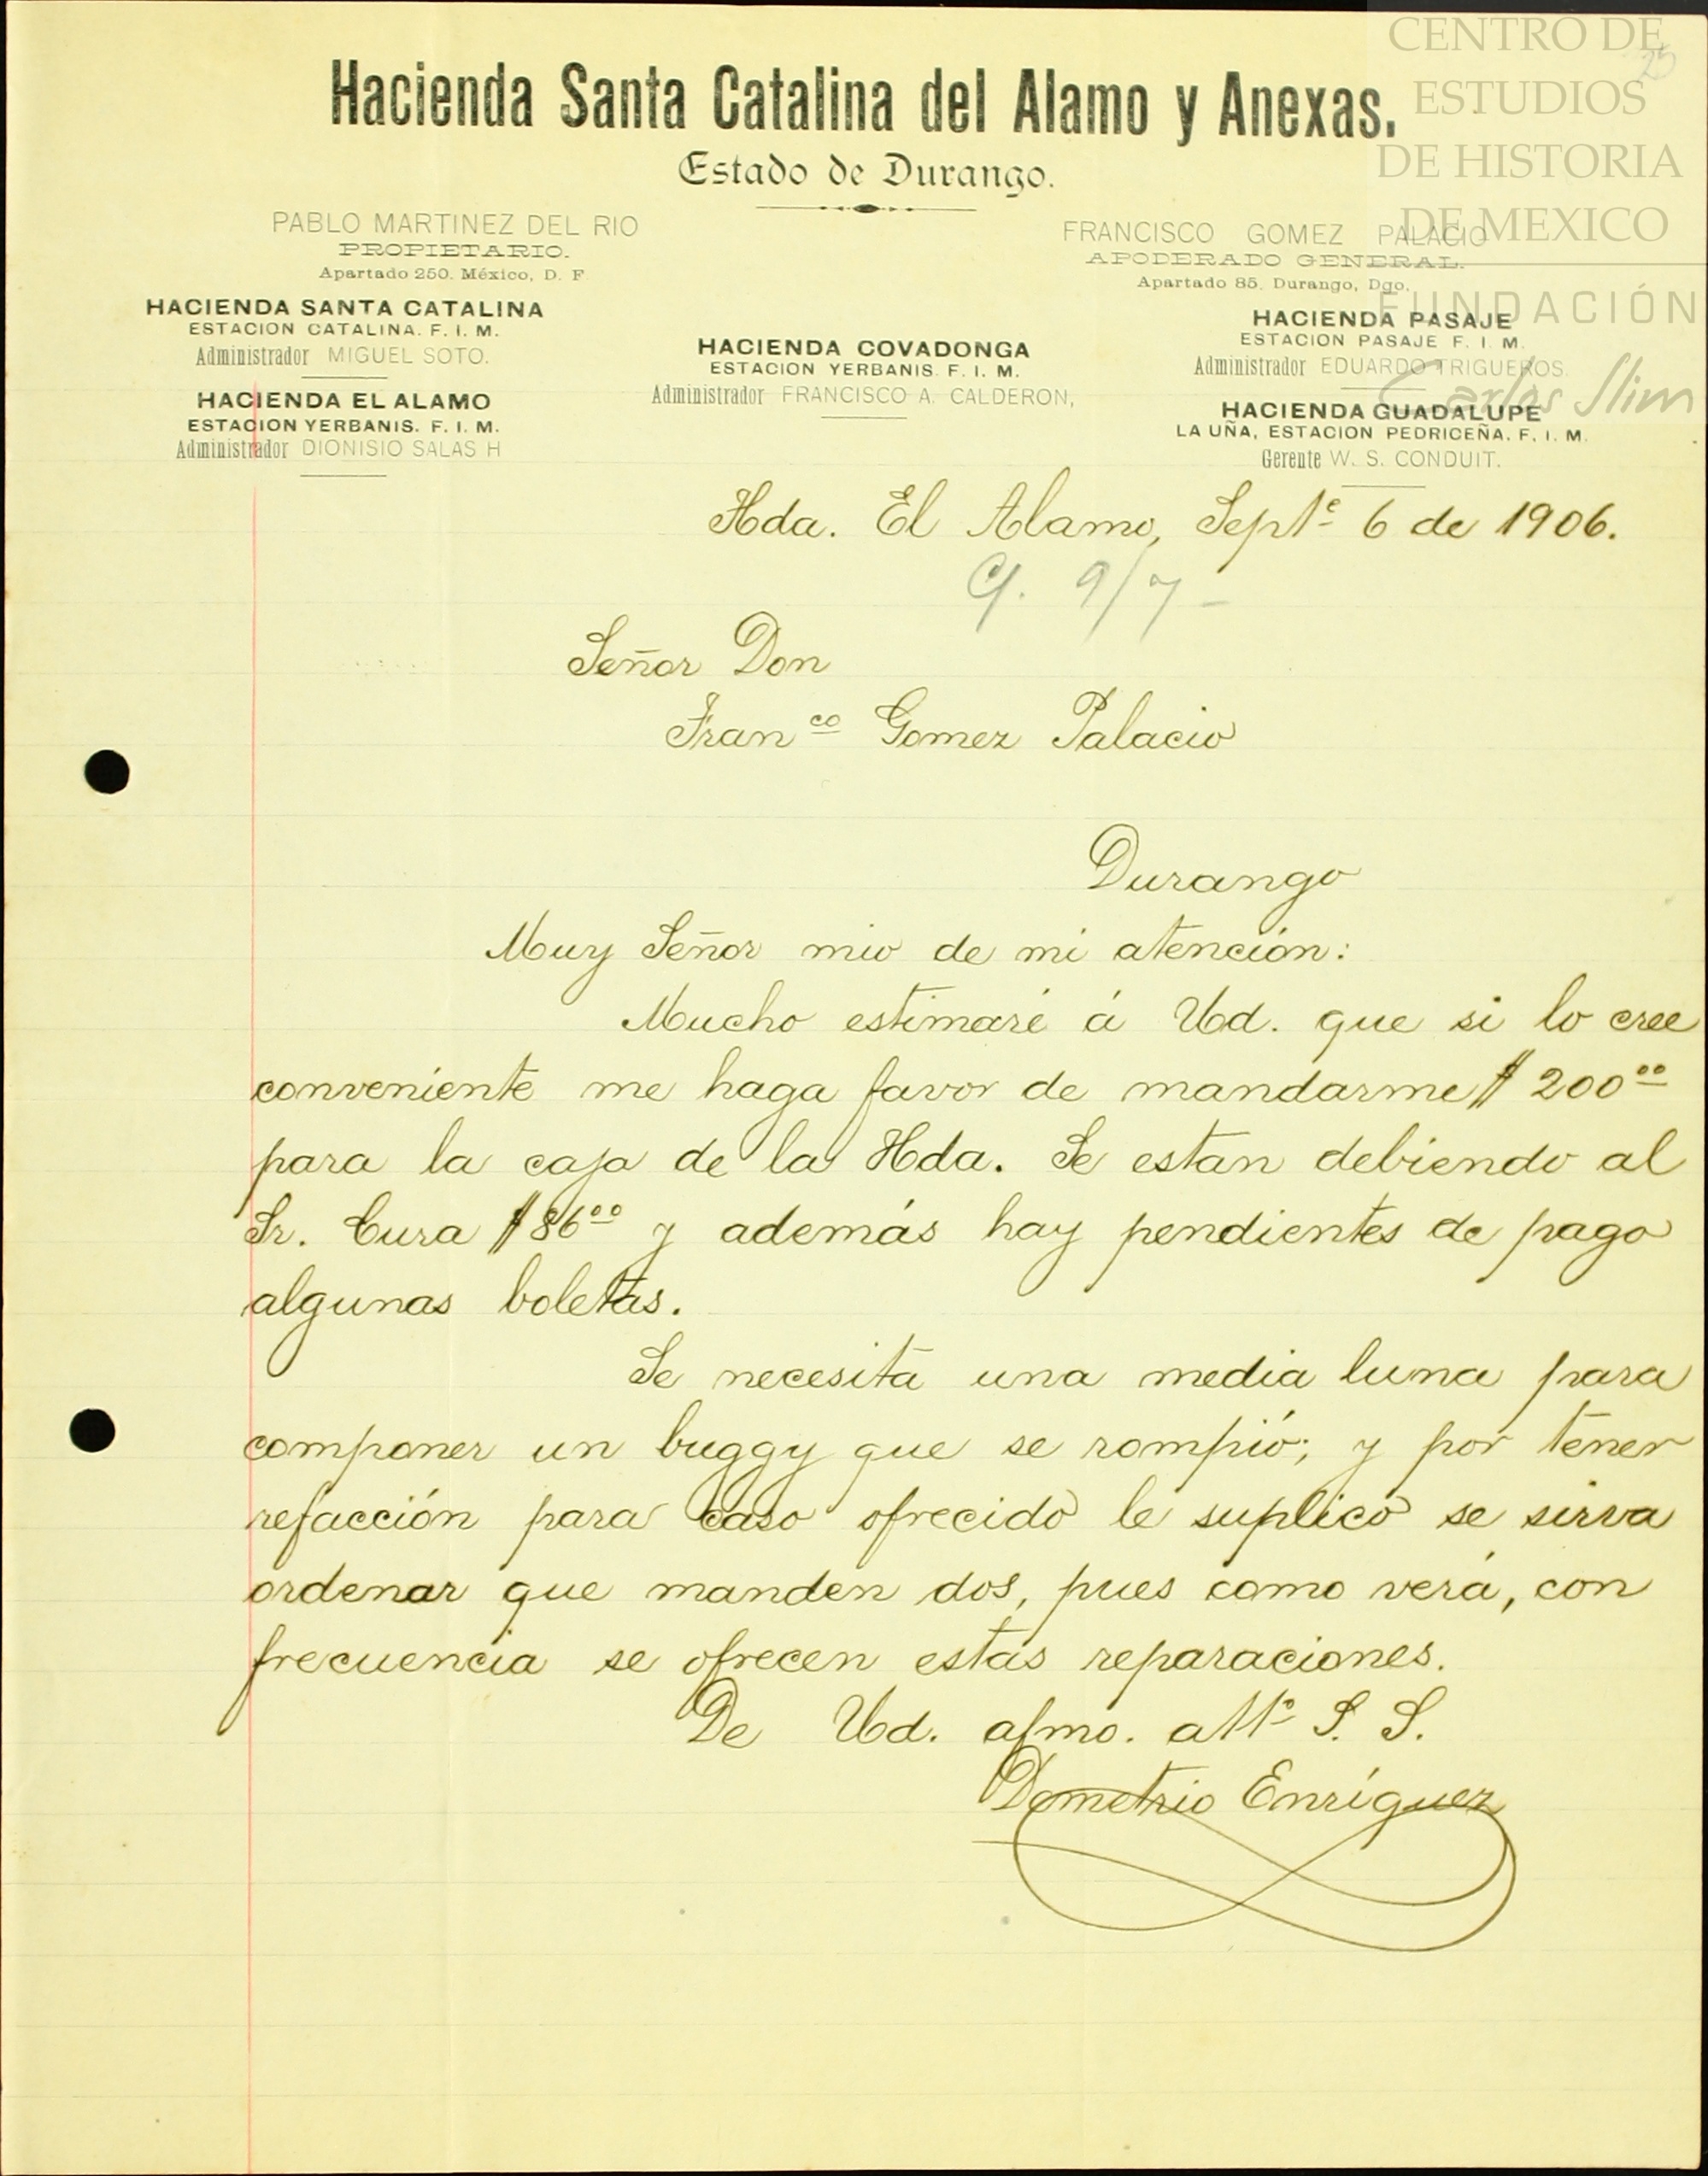 CENTRO DE
ESTUDIOS
DE HISTORIA
DE MEXICO
FUNDACIÓN
Carlos Slim
25
Hacienda Santa Catalina del Alamo y Anexas.
Estado de Durango.
PABLO MARTINEZ DEL RIO
PROPIETARIO.
Apartado 250. México, D. F
HACIENDA SANTA CATALINA
ESTACION CATALINA. F. I. M.
Administrador MIGUEL SOTO.
HACIENDA EL ALAMO
ESTACION YERBANIS. F. I. M.
Administrador DIONISIO SALAS H
HACIENDA COVADONGA
ESTACION YERBANIS. F. I. M.
Administrador FRANCISCO A. CALDERON,
FRANCISCO GOMEZ PALACIO
APODERADO GENERAL.
Apartado 85. Durango, Dgo.
HACIENDA PASAJE
ESTACION PASAJE F. I. M.
Administrador EDUARDO TRIGUEROS.
HACIENDA GUADALUPE
LA UÑA, ESTACION PEDRICEÑA. F. I. M.
Gerente W. S. CONDUIT.
Hda. El Alamo, Septe 6 de 1906.
9/7-
Señor Don
Franco Gomez Palacio
Durango
Muy Señor mio de mi atención:
Mucho estimaré á Ud. que si lo cree
conveniente me haga favor de mandarme $ 200 00
para la caja de la Hda. Se estan debiendo al
Sr. Cura $ 86 00 y además hay pendientes de pago
algunas boletas.
Se necesita una media luna para
componer un buggy que se rompió; y por tener
refacción para caso ofrecido le suplico se sirva
ordenar que manden dos, pues como verá, con
frecuencia se ofrecen estas reparaciones.
De Ud. afmo. atto S. S.
Demetrio Enríguez